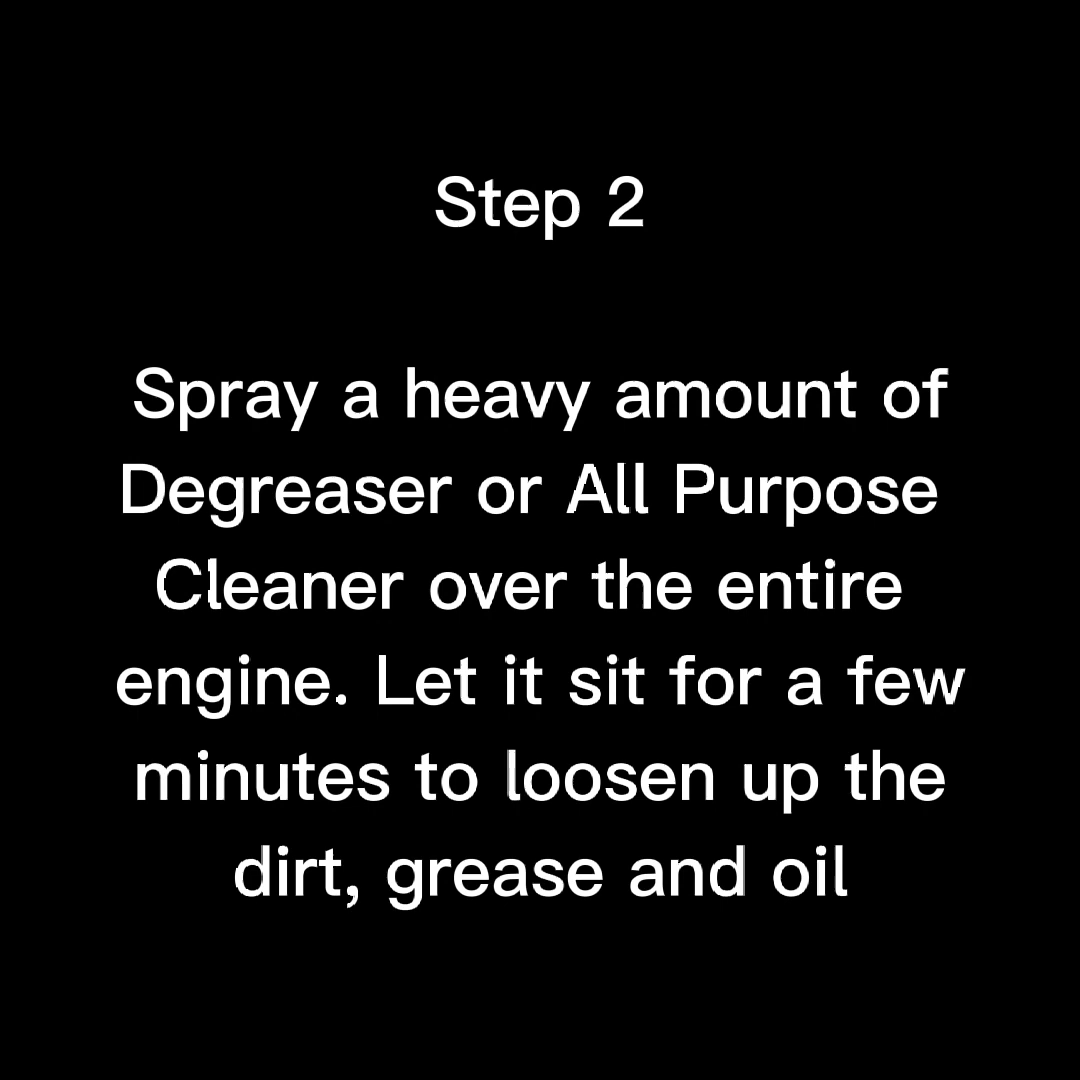 Step 2
Spray a heavy amount of
Degreaser or All Purpose
Cleaner over the entire
engine. Let it sit for a few
minutes to loosen up the
dirt, grease and oil